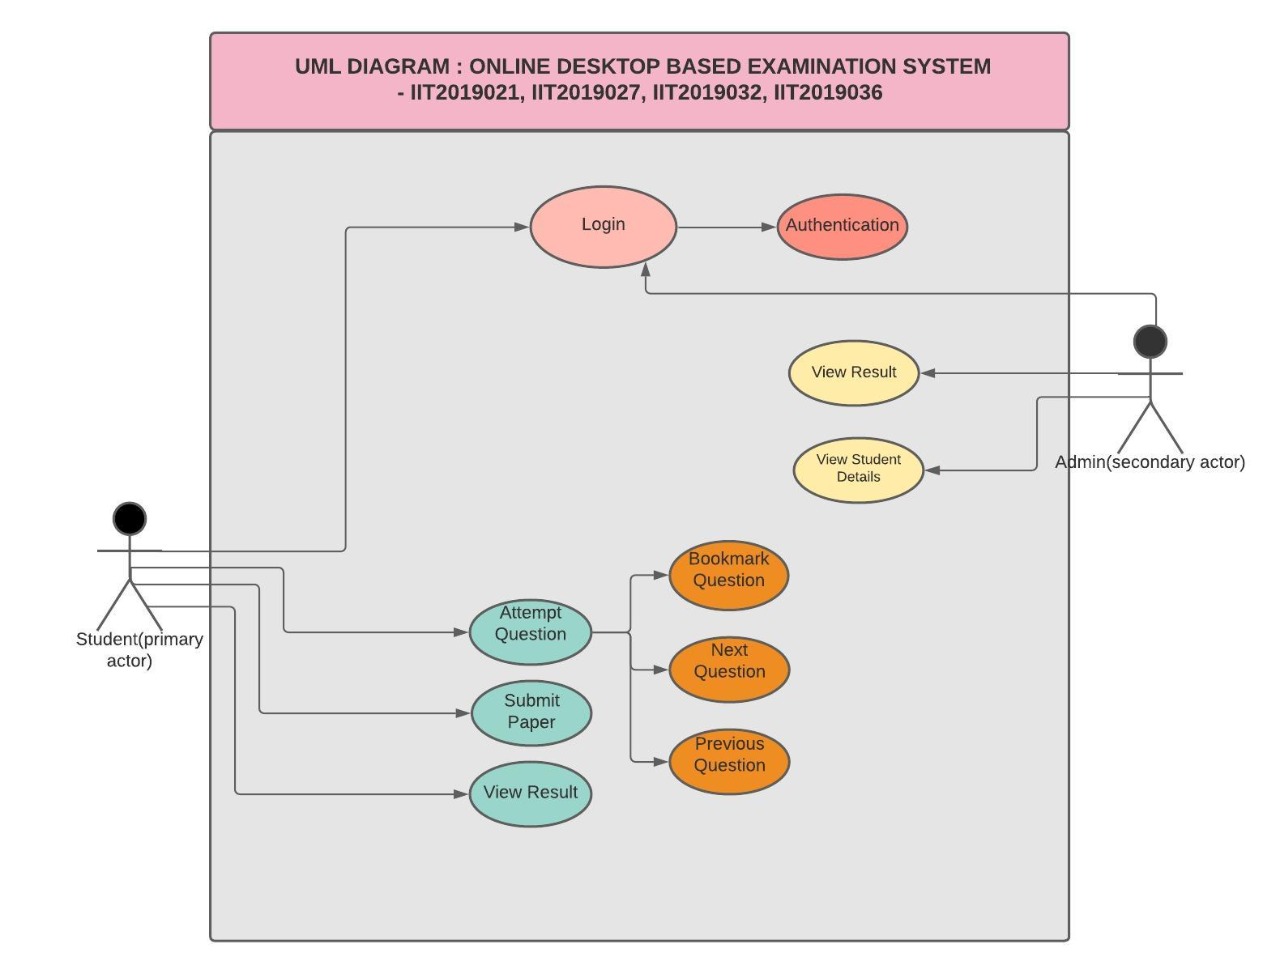 UML DIAGRAM : ONLINE DESKTOP BASED EXAMINATION SYSTEM
- IIT2019021, IIT2019027, IIT2019032, IIT2019036
Login
Authentication
View Result
View Student
Details
Admin(secondary actor)
Student(primary
actor)
Attempt
Question
Bookmark
Question
Next
Question
Submit
Paper
Previous
Question
View Result